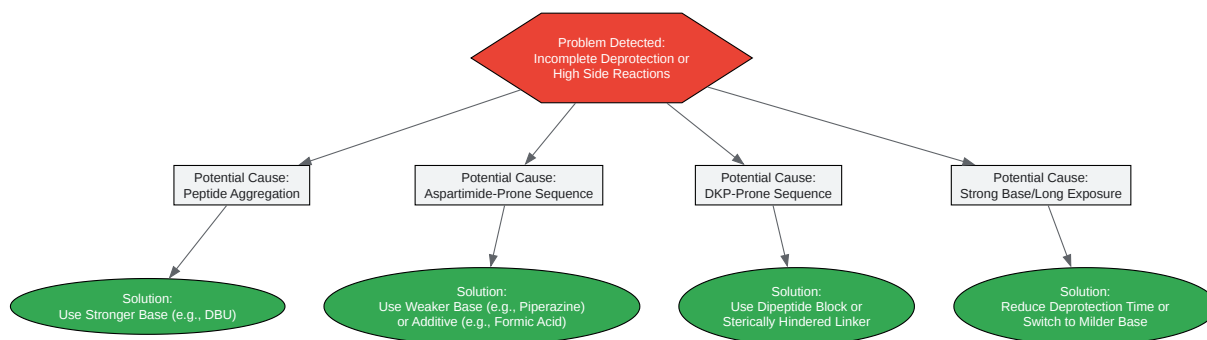 Problem Detected:
Incomplete Deprotection or
High Side Reactions
Potential Cause:
Peptide Aggregation
Potential Cause:
Aspartimide-Prone Sequence
Potential Cause:
DKP-Prone Sequence
Potential Cause:
Strong Base/Long Exposure
Solution:
Use Stronger Base (e.g., DBU)
Solution:
Use Weaker Base (e.g., Piperazine)
or Additive (e.g., Formic Acid)
Solution:
Use Dipeptide Block or
Sterically Hindered Linker
Solution:
Reduce Deprotection Time or
Switch to Milder Base